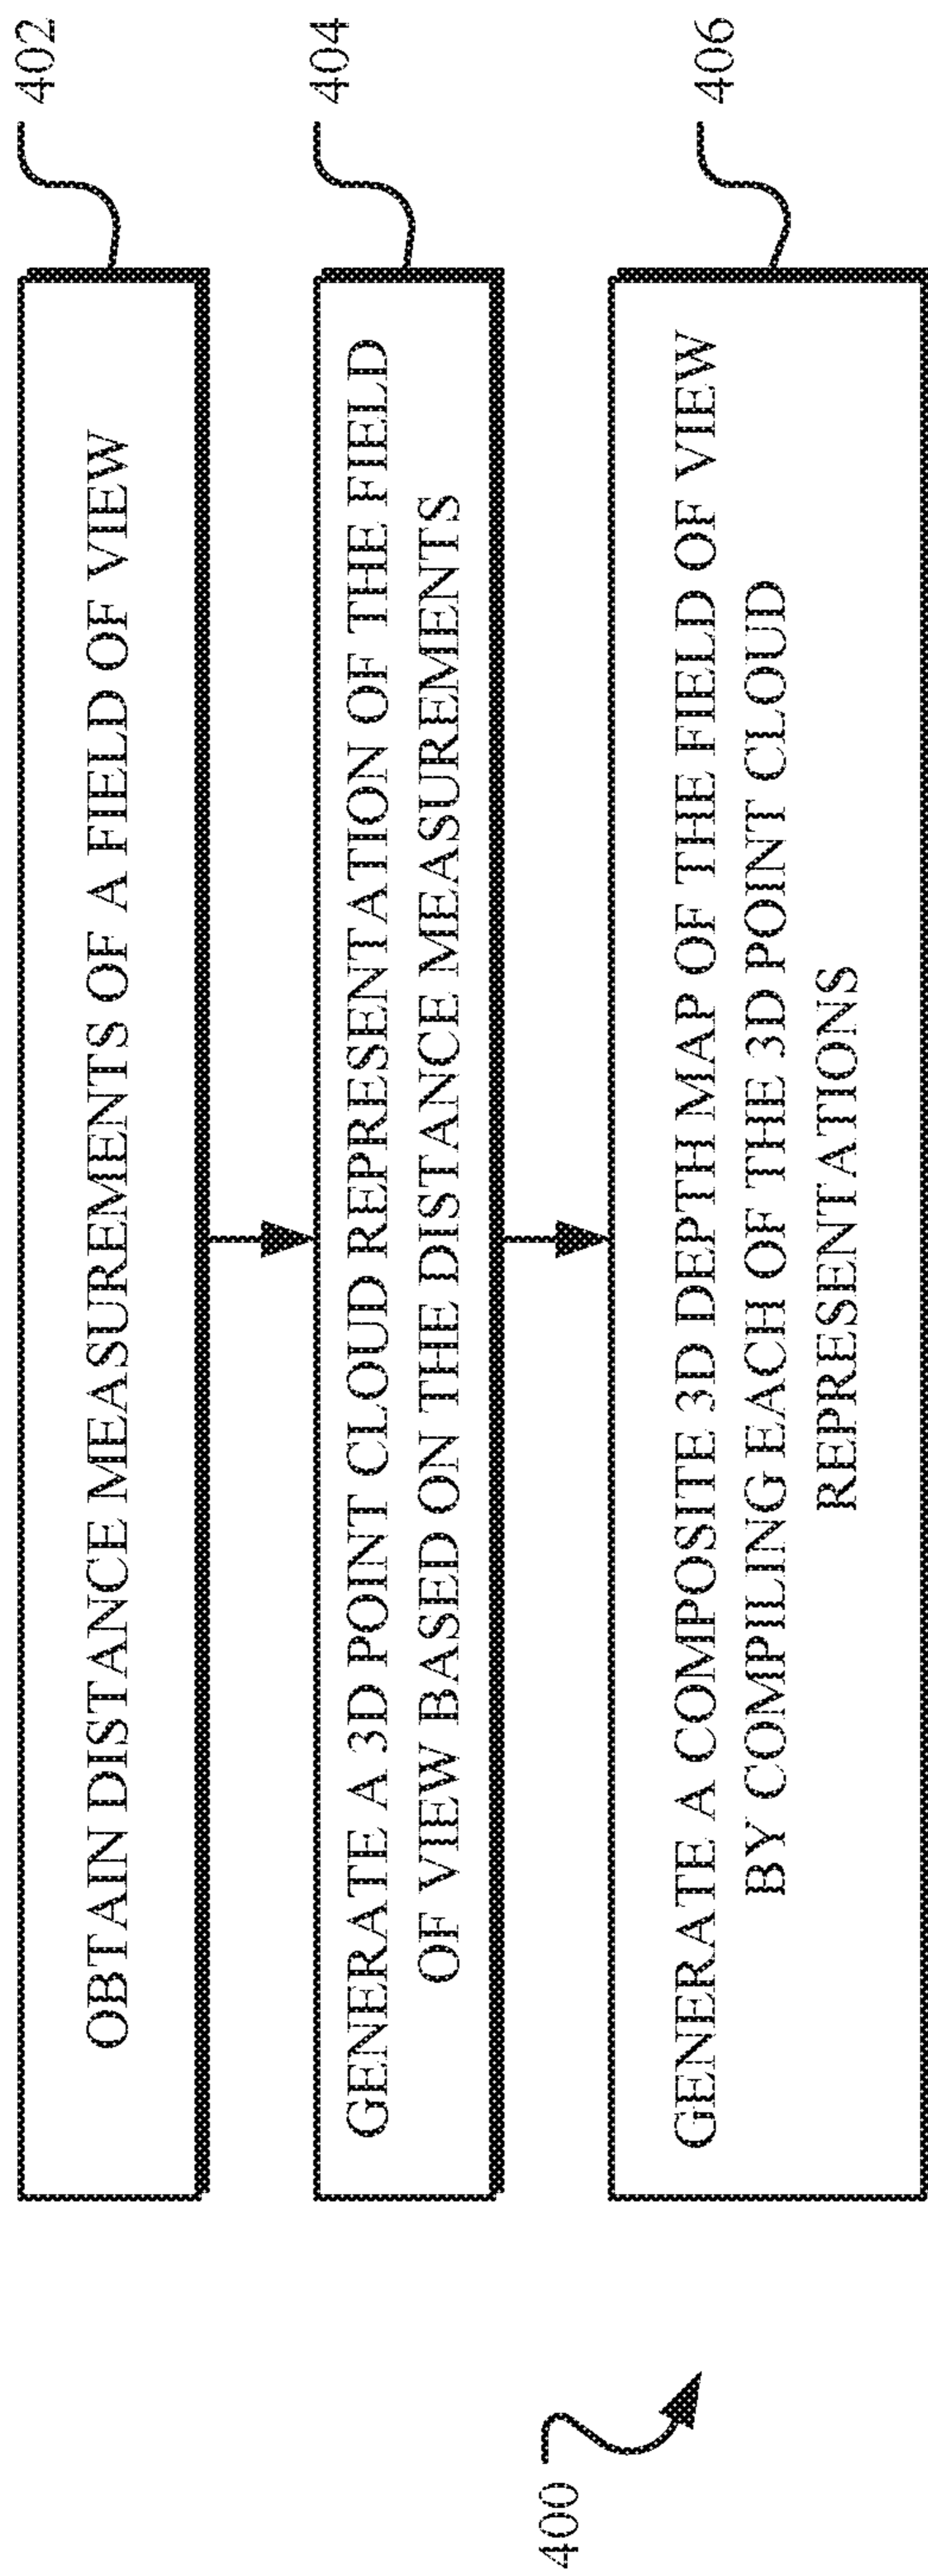 402
OBTAIN DISTANCE MEASUREMENTS OF A FIELD OF VIEW
404
GENERATE A 3D POINT CLOUD REPRESENTATION OF THE FIELD
OF VIEW BASED ON THE DISTANCE MEASUREMENTS
406
GENERATE A COMPOSITE 3D DEPTH MAP OF THE FIELD OF VIEW
BY COMPILING EACH OF THE 3D POINT CLOUD
REPRESENTATIONS
400